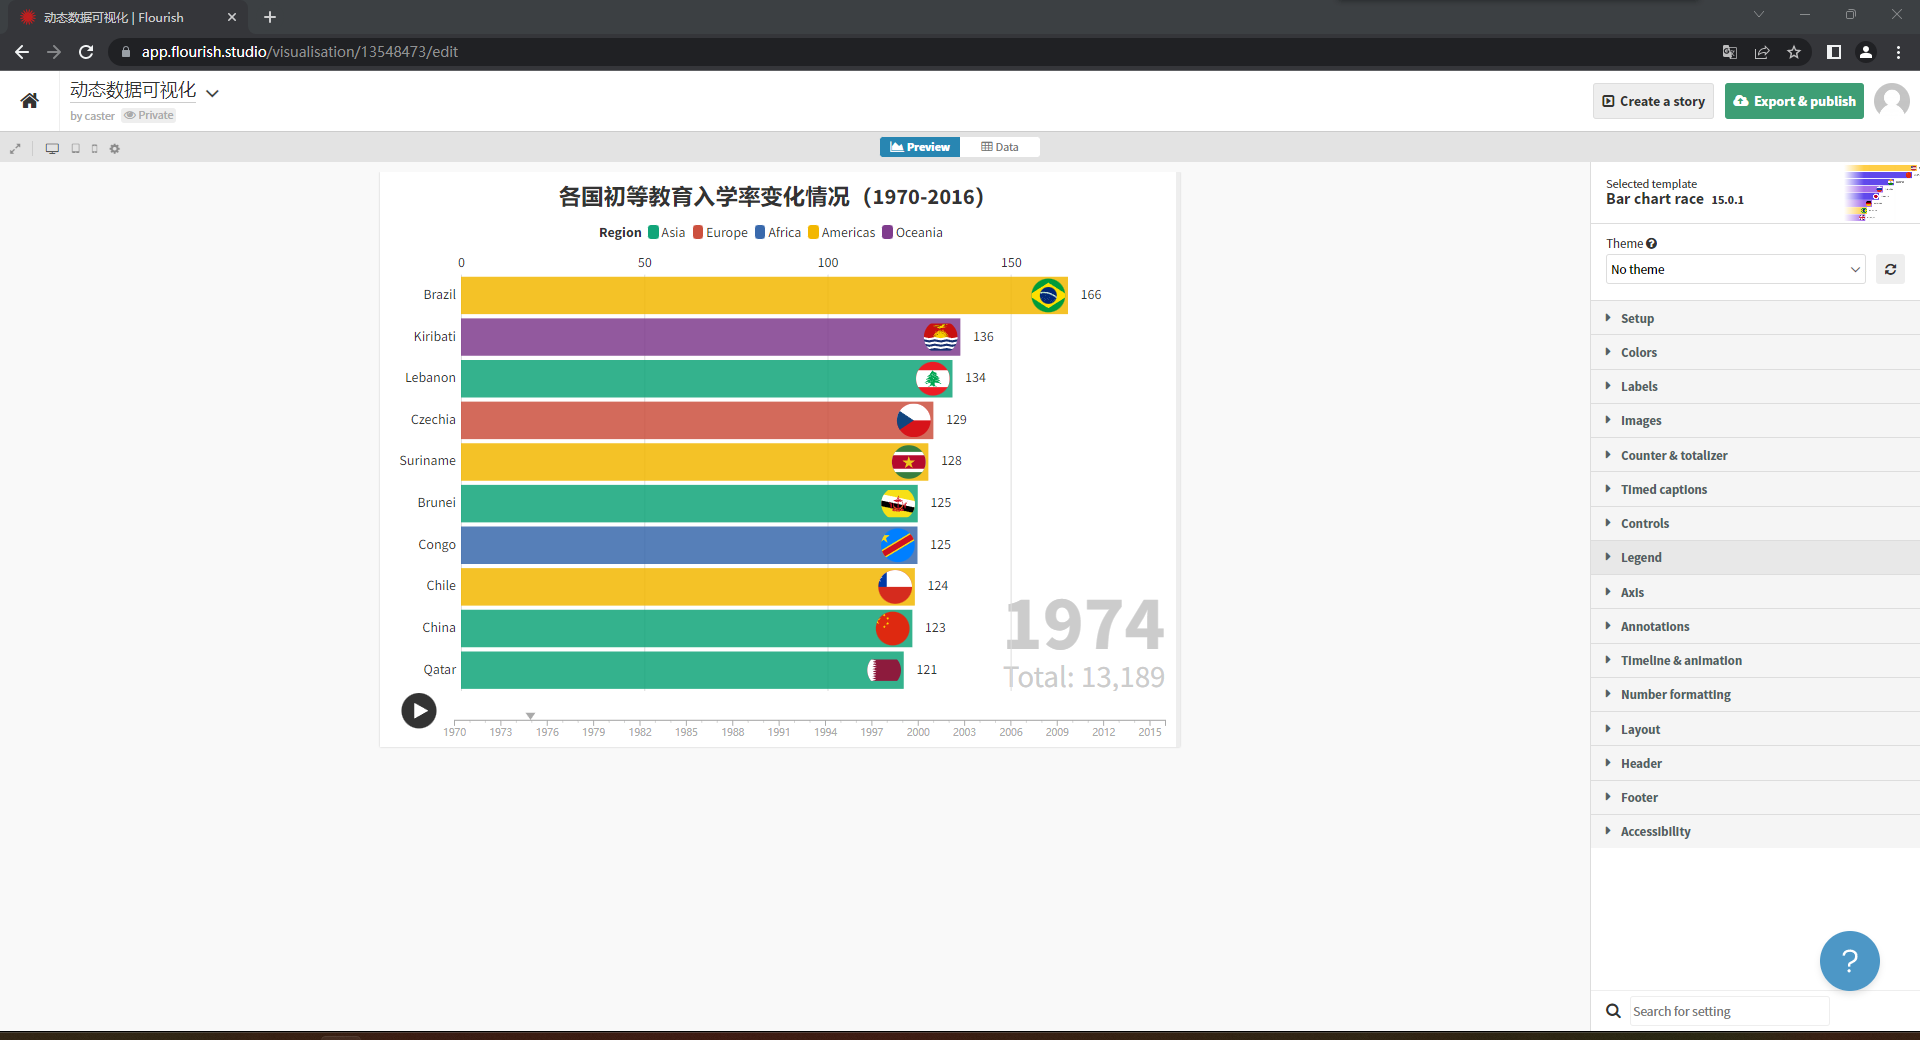 动态数据可视化 | Flourish
app.flourish.studio/visualisation/13548473/edit
动态数据可视化
by caster Private
Create a story
Export & publish
Preview Data
各国初等教育入学率变化情况（1970-2016）
Region Asia Europe Africa Americas Oceania
0 50 100 150
Brazil 166
Kiribati 136
Lebanon 134
Czechia 129
Suriname 128
Brunei 125
Congo 125
Chile 124
China 123
Qatar 121
1974
Total: 13,189
1970 1973 1976 1979 1982 1985 1988 1991 1994 1997 2000 2003 2006 2009 2012 2015
Selected template
Bar chart race 15.0.1
Theme ?
No theme
Setup
Colors
Labels
Images
Counter & totalizer
Timed captions
Controls
Legend
Axis
Annotations
Timeline & animation
Number formatting
Layout
Header
Footer
Accessibility
?
Search for setting